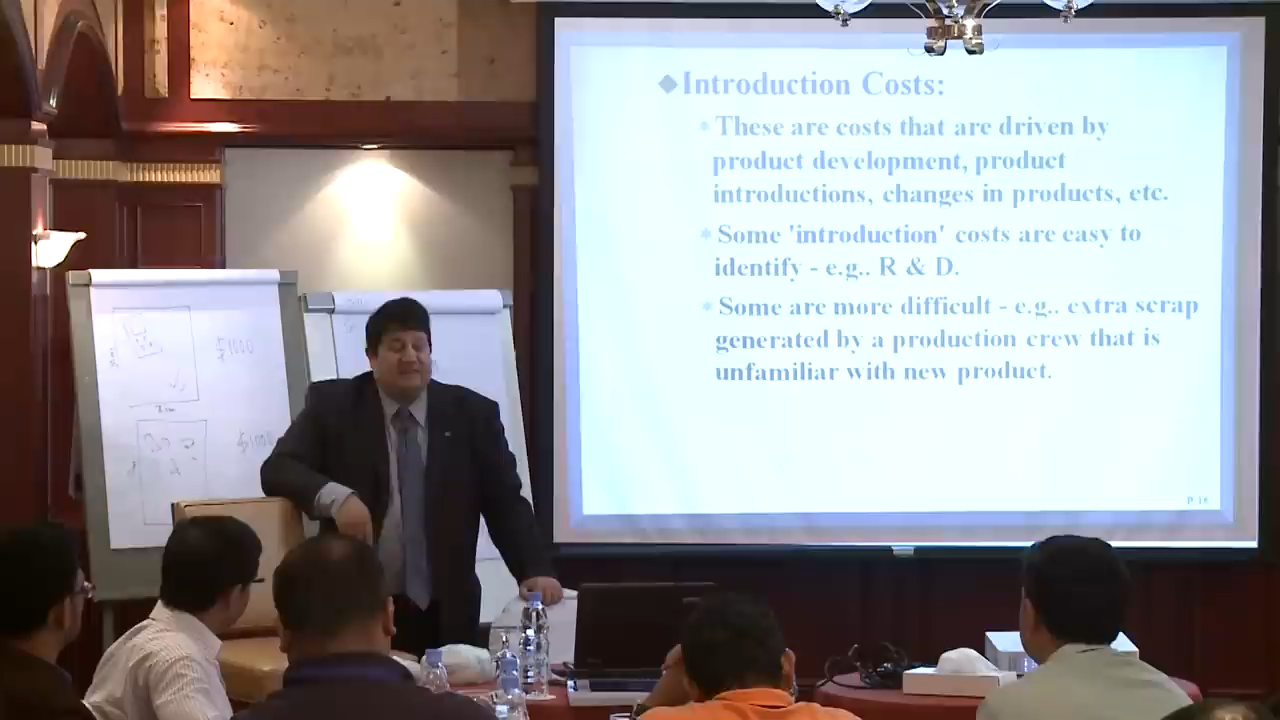 Introduction Costs:
These are costs that are driven by
product development, product
introductions, changes in products, etc.
Some 'introduction' costs are easy to
identify - e.g.. R & D.
Some are more difficult - e.g.. extra scrap
generated by a production crew that is
unfamiliar with new product.
$1000
$1000